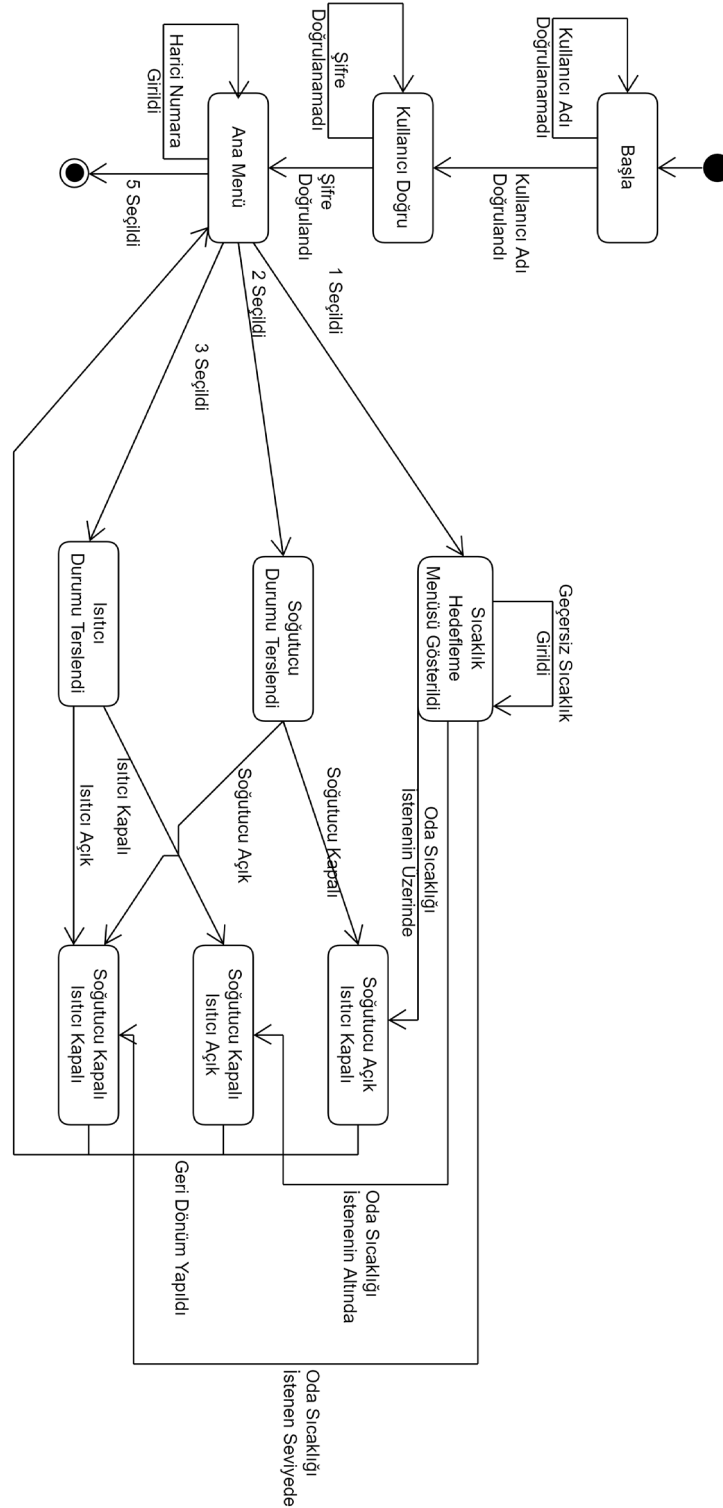 Başla
Kullanıcı Adı
Doğrulanamadı
Kullanıcı Adı
Doğrulandı
Kullanıcı Doğru
Şifre
Doğrulanamadı
Şifre
Doğrulandı
Ana Menü
Harici Numara
Girildi
5 Seçildi
1 Seçildi
2 Seçildi
3 Seçildi
Sıcaklık
Hedefleme
Menüsü Gösterildi
Geçersiz Sıcaklık
Girildi
Soğutucu
Durumu Terslendi
Isıtıcı
Durumu Terslendi
Oda Sıcaklığı
İstenenin Üzerinde
Soğutucu Kapalı
Soğutucu Açık
Isıtıcı Kapalı
Isıtıcı Açık
Soğutucu Açık
Isıtıcı Kapalı
Soğutucu Kapalı
Isıtıcı Açık
Soğutucu Kapalı
Isıtıcı Kapalı
Oda Sıcaklığı
İstenenin Altında
Geri Dönüm Yapıldı
Oda Sıcaklığı
İstenen Seviyede